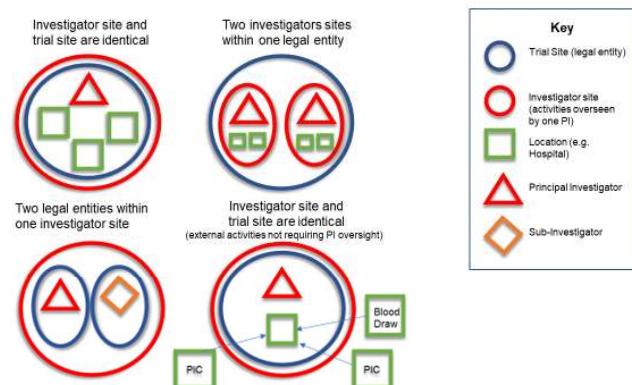 Investigator site and
trial site are identical
Two investigators sites
within one legal entity
Two legal entities within
one investigator site
Investigator site and
trial site are identical
(external activities not requiring PI oversight)
Blood
Draw
PIC
PIC
Key
Trial Site (legal entity)
Investigator site
(activities overseen
by one PI)
Location (e.g.
Hospital)
Principal Investigator
Sub-Investigator